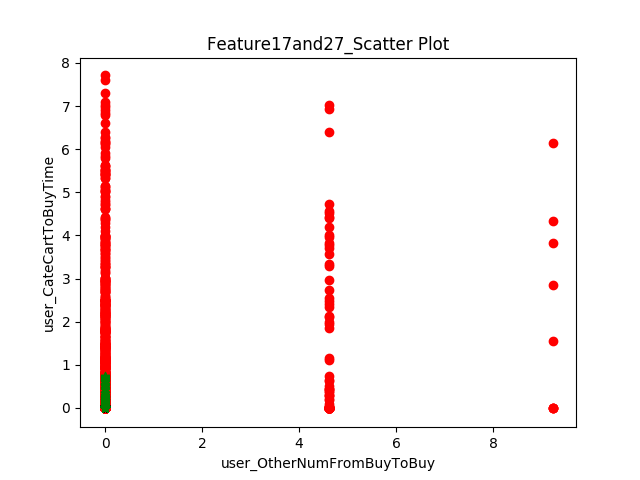 Feature17and27_Scatter Plot
8
7
6
5
4
3
2
1
0
user_CateCartToBuyTime
0 2 4 6 8
user_OtherNumFromBuyToBuy